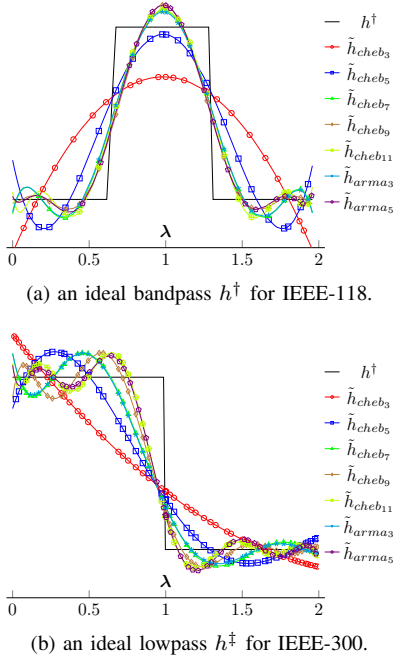 h†
h̃cheb3
h̃cheb5
h̃cheb7
h̃cheb9
h̃cheb11
h̃arma3
h̃arma5
λ
0 0.5 1 1.5 2
(a) an ideal bandpass h† for IEEE-118.
h†
h̃cheb3
h̃cheb5
h̃cheb7
h̃cheb9
h̃cheb11
h̃arma3
h̃arma5
λ
0 0.5 1 1.5 2
(b) an ideal lowpass h‡ for IEEE-300.